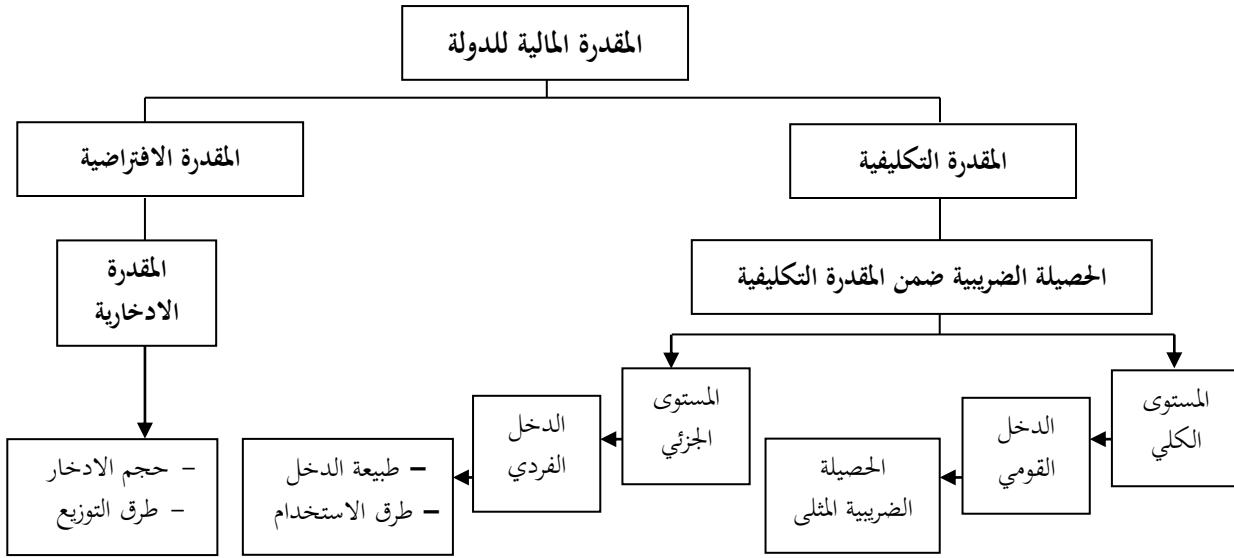 المقدرة المالية للدولة
المقدرة التكليفية
المقدرة الافتراضية
الحصيلة الضريبية ضمن المقدرة التكليفية
المقدرة
الادخارية
المستوى
الكلي
الدخل
القومي
الحصيلة
الضريبية المثلى
المستوى
الجزئي
الدخل
الفردي
– طبيعة الدخل
– طرق الاستخدام
– حجم الادخار
– طرق التوزيع